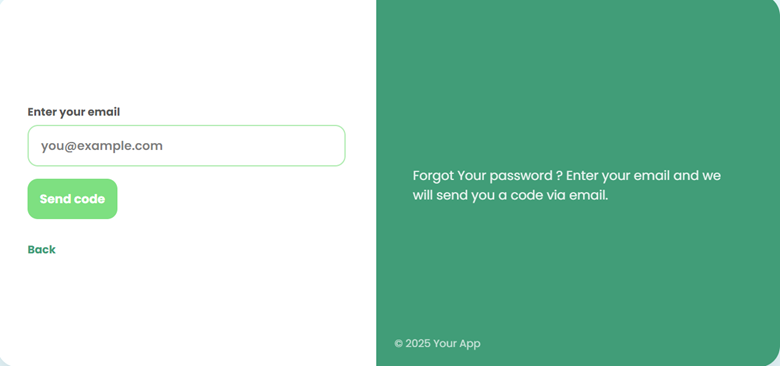 Enter your email
you@example.com
Send code
Back
Forgot Your password ? Enter your email and we
will send you a code via email.
© 2025 Your App